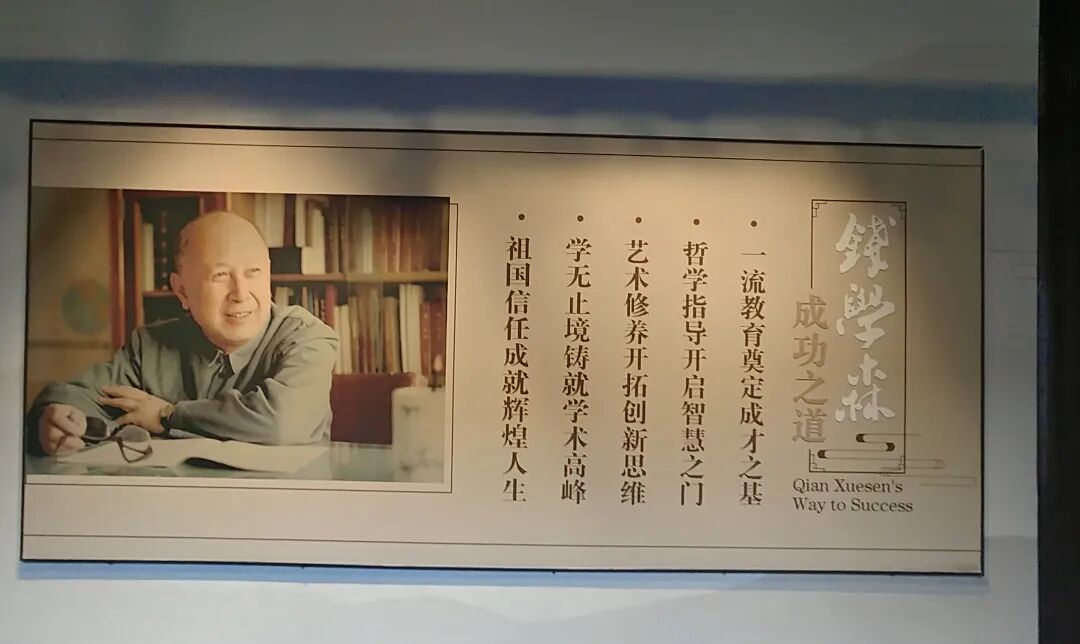 錢學森
成功之道
Qian Xuesen's
Way to Success
• 一流教育奠定成才之基
• 哲学指导开启智慧之门
• 艺术修养开拓创新思维
• 学无止境铸就学术高峰
• 祖国信任成就辉煌人生